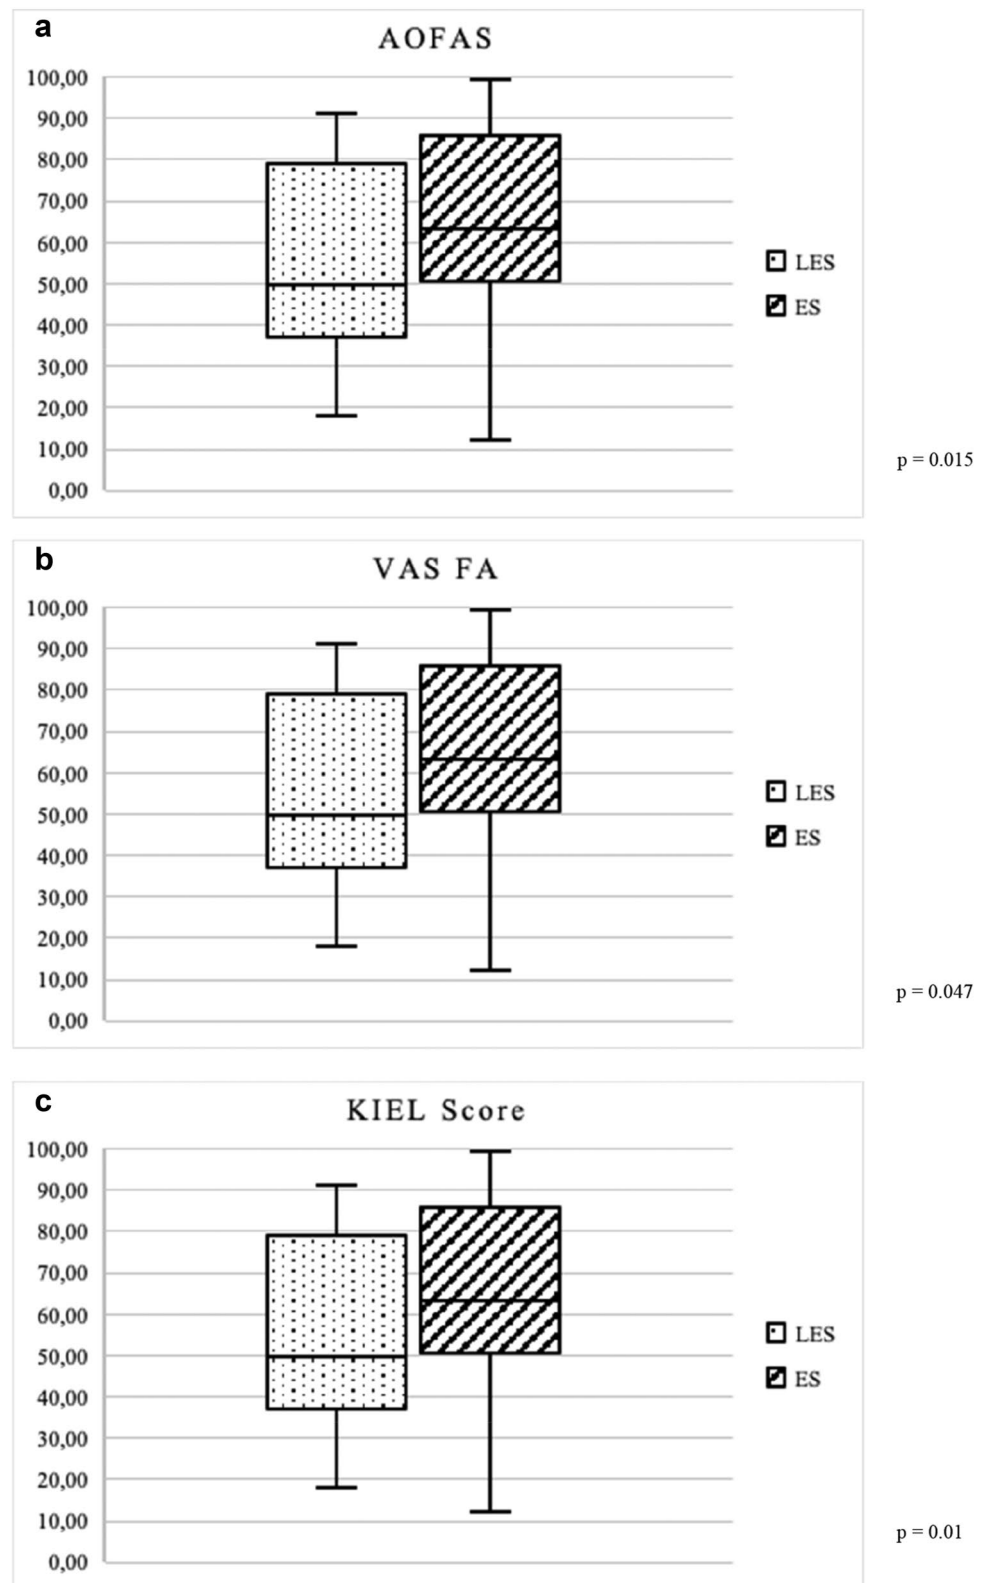 a
AOFAS
100,00
90,00
80,00
70,00
60,00
50,00
40,00
30,00
20,00
10,00
0,00
LES
ES
p = 0.015
b
VAS FA
100,00
90,00
80,00
70,00
60,00
50,00
40,00
30,00
20,00
10,00
0,00
LES
ES
p = 0.047
c
KIEL Score
100,00
90,00
80,00
70,00
60,00
50,00
40,00
30,00
20,00
10,00
0,00
LES
ES
p = 0.01